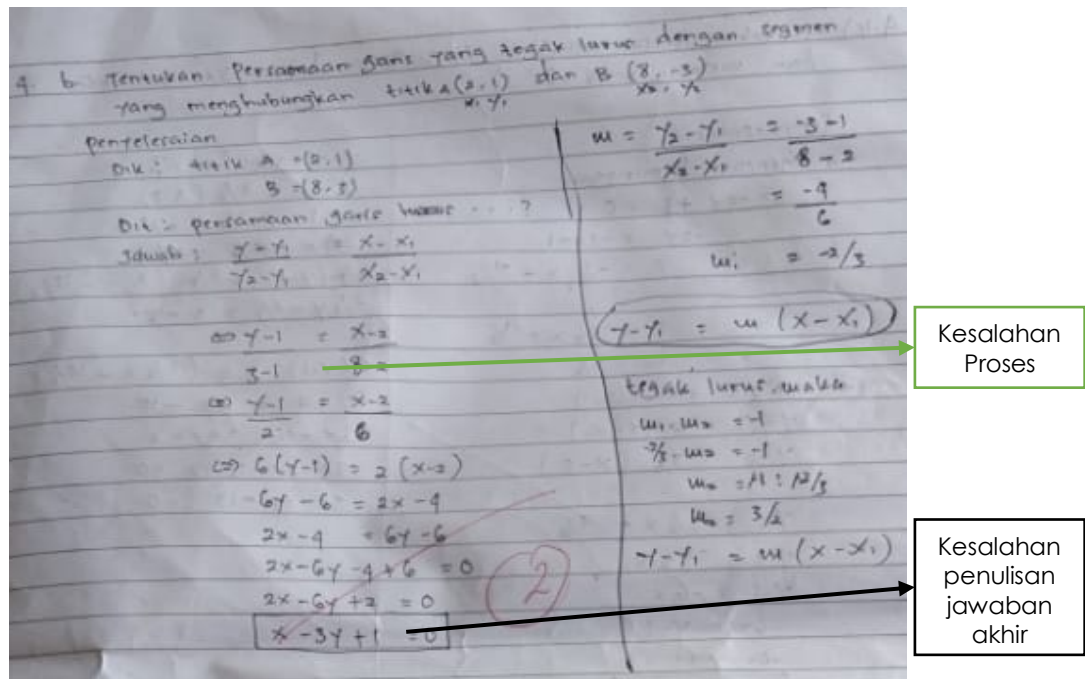 4. b. Tentukan Persamaan garis yang tegak lurus dengan segmen
yang menghubungkan titik A (2, 1) dan B (8, -3)
x₁ y₁ x₂, y₂
penyelesaian
Dik : titik A = (2, 1)
B = (8, 3)
Dit : persamaan garis ... ?
Jawab : y - y₁ / y₂ - y₁ = x - x₁ / x₂ - x₁
⇔ y - 1 / 3 - 1 = x - 2 / 8 - 2
⇔ y - 1 / 2 = x - 2 / 6
⇔ 6 (y - 1) = 2 (x - 2)
6y - 6 = 2x - 4
2x - 4 = 6y - 6
2x - 6y - 4 + 6 = 0
2x - 6y + 2 = 0
x - 3y + 1 = 0
2
m = y₂ - y₁ / x₂ - x₁ = -3 - 1 / 8 - 2
= -4 / 6
m₁ = -2/3
y - y₁ = m (x - x₁)
tegak lurus, maka
m₁ . m₂ = -1
-2/3 . m₂ = -1
m₂ = -1 : -2/3
m₂ = 3/2
y - y₁ = m (x - x₁)
Kesalahan
Proses
Kesalahan
penulisan
jawaban
akhir